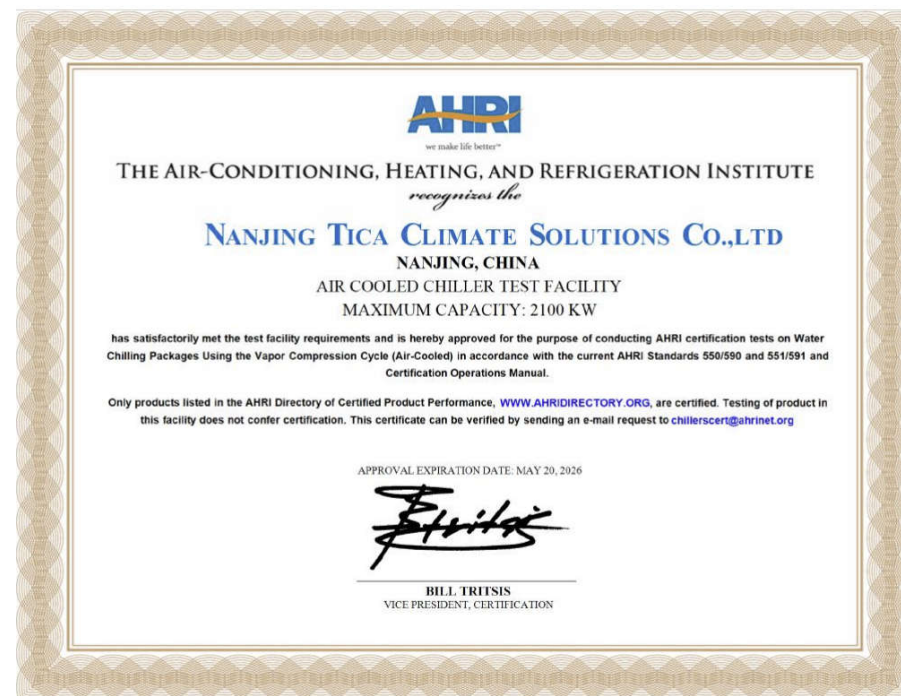 AHRI
we make life better™
THE AIR-CONDITIONING, HEATING, AND REFRIGERATION INSTITUTE
recognizes the
NANJING TICA CLIMATE SOLUTIONS CO.,LTD
NANJING, CHINA
AIR COOLED CHILLER TEST FACILITY
MAXIMUM CAPACITY: 2100 KW
has satisfactorily met the test facility requirements and is hereby approved for the purpose of conducting AHRI certification tests on Water
Chilling Packages Using the Vapor Compression Cycle (Air-Cooled) in accordance with the current AHRI Standards 550/590 and 551/591 and
Certification Operations Manual.
Only products listed in the AHRI Directory of Certified Product Performance, WWW.AHRIDIRECTORY.ORG, are certified. Testing of product in
this facility does not confer certification. This certificate can be verified by sending an e-mail request to chillerscert@ahrinet.org
APPROVAL EXPIRATION DATE: MAY 20, 2026
BILL TRITSIS
VICE PRESIDENT, CERTIFICATION